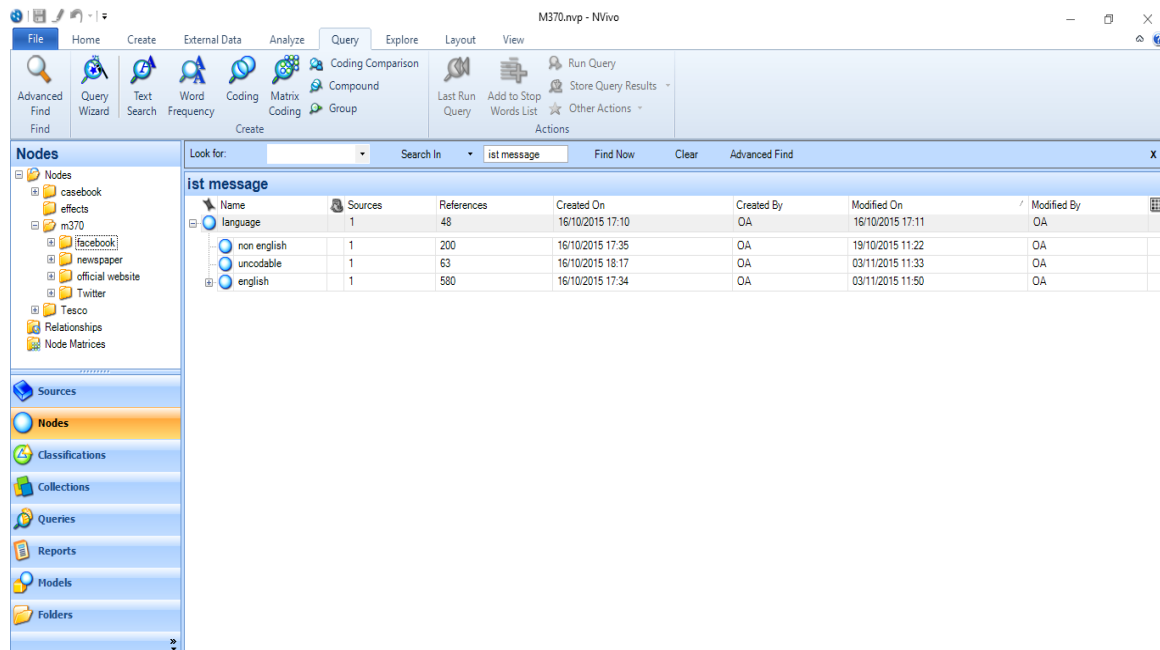 M370.nvp - NVivo
File Home Create External Data Analyze Query Explore Layout View
Advanced Find
Query Wizard
Text Search
Word Frequency
Coding
Matrix Coding
Coding Comparison
Compound
Group
Last Run Query
Add to Stop Words List
Run Query
Store Query Results
Other Actions
Find Create Actions
Nodes
Look for: Search In ist message Find Now Clear Advanced Find x
Nodes
casebook
effects
m370
facebook
newspaper
official website
Twitter
Tesco
Relationships
Node Matrices
ist message
Name Sources References Created On Created By Modified On Modified By
language 1 48 16/10/2015 17:10 OA 16/10/2015 17:11 OA
non english 1 200 16/10/2015 17:35 OA 19/10/2015 11:22 OA
uncodable 1 63 16/10/2015 18:17 OA 03/11/2015 11:33 OA
english 1 580 16/10/2015 17:34 OA 03/11/2015 11:50 OA
Sources
Nodes
Classifications
Collections
Queries
Reports
Models
Folders